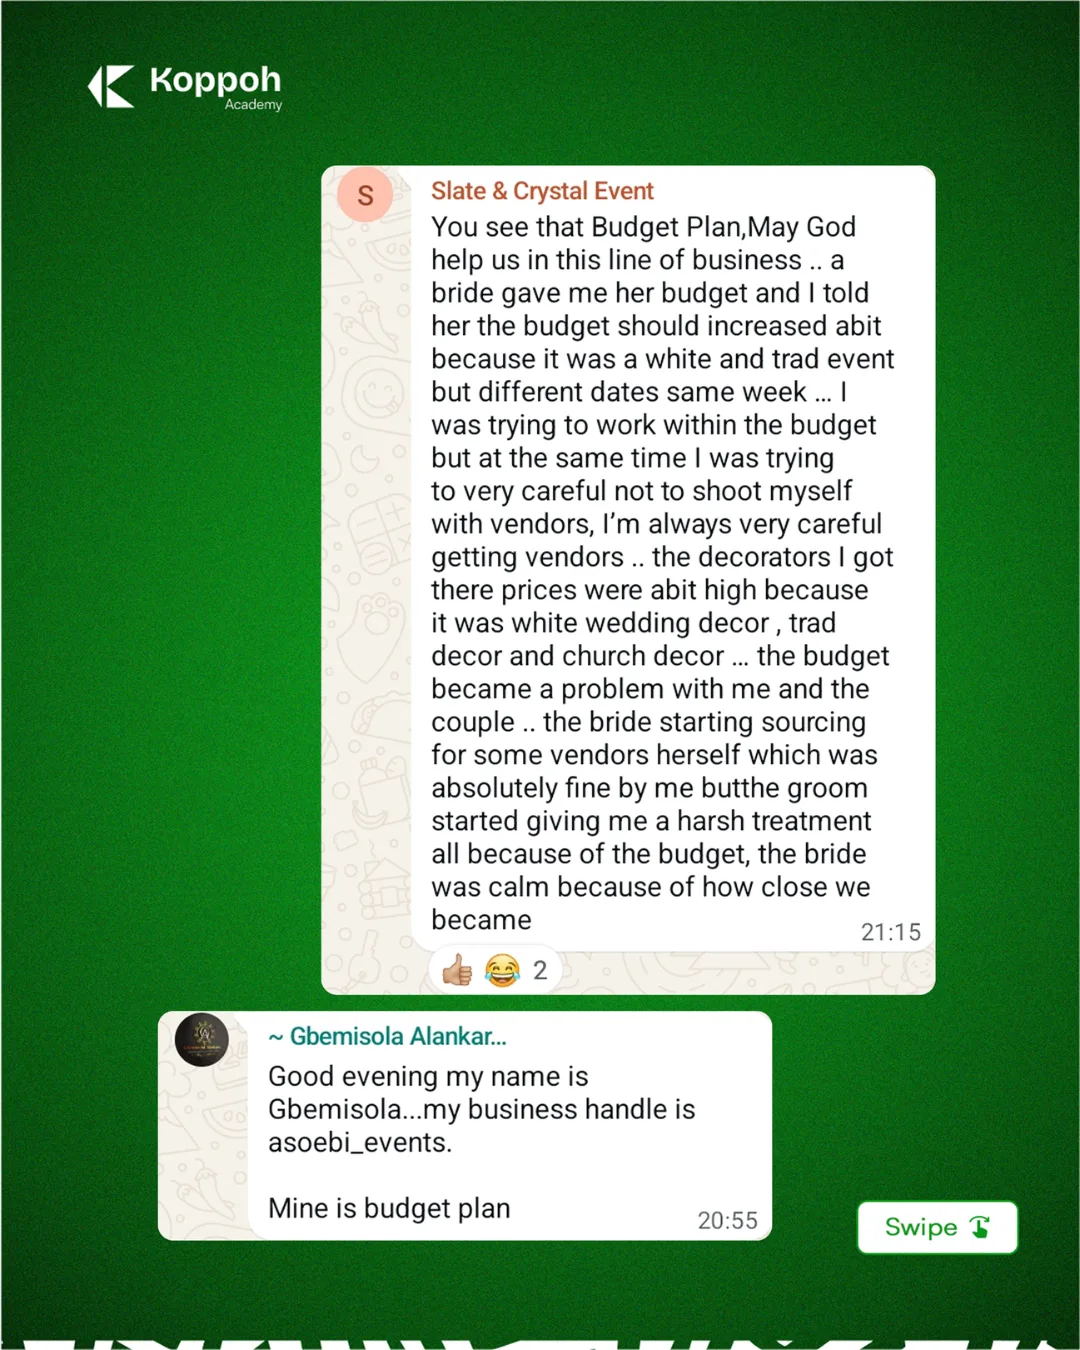 Koppoh
Academy
S
Slate & Crystal Event
You see that Budget Plan,May God
help us in this line of business .. a
bride gave me her budget and I told
her the budget should increased abit
because it was a white and trad event
but different dates same week ... I
was trying to work within the budget
but at the same time I was trying
to very careful not to shoot myself
with vendors, I’m always very careful
getting vendors .. the decorators I got
there prices were abit high because
it was white wedding decor , trad
decor and church decor ... the budget
became a problem with me and the
couple .. the bride starting sourcing
for some vendors herself which was
absolutely fine by me butthe groom
started giving me a harsh treatment
all because of the budget, the bride
was calm because of how close we
became
21:15
👍🏼 😂 2
~ Gbemisola Alankar...
Good evening my name is
Gbemisola...my business handle is
asoebi_events.
Mine is budget plan
20:55
Swipe